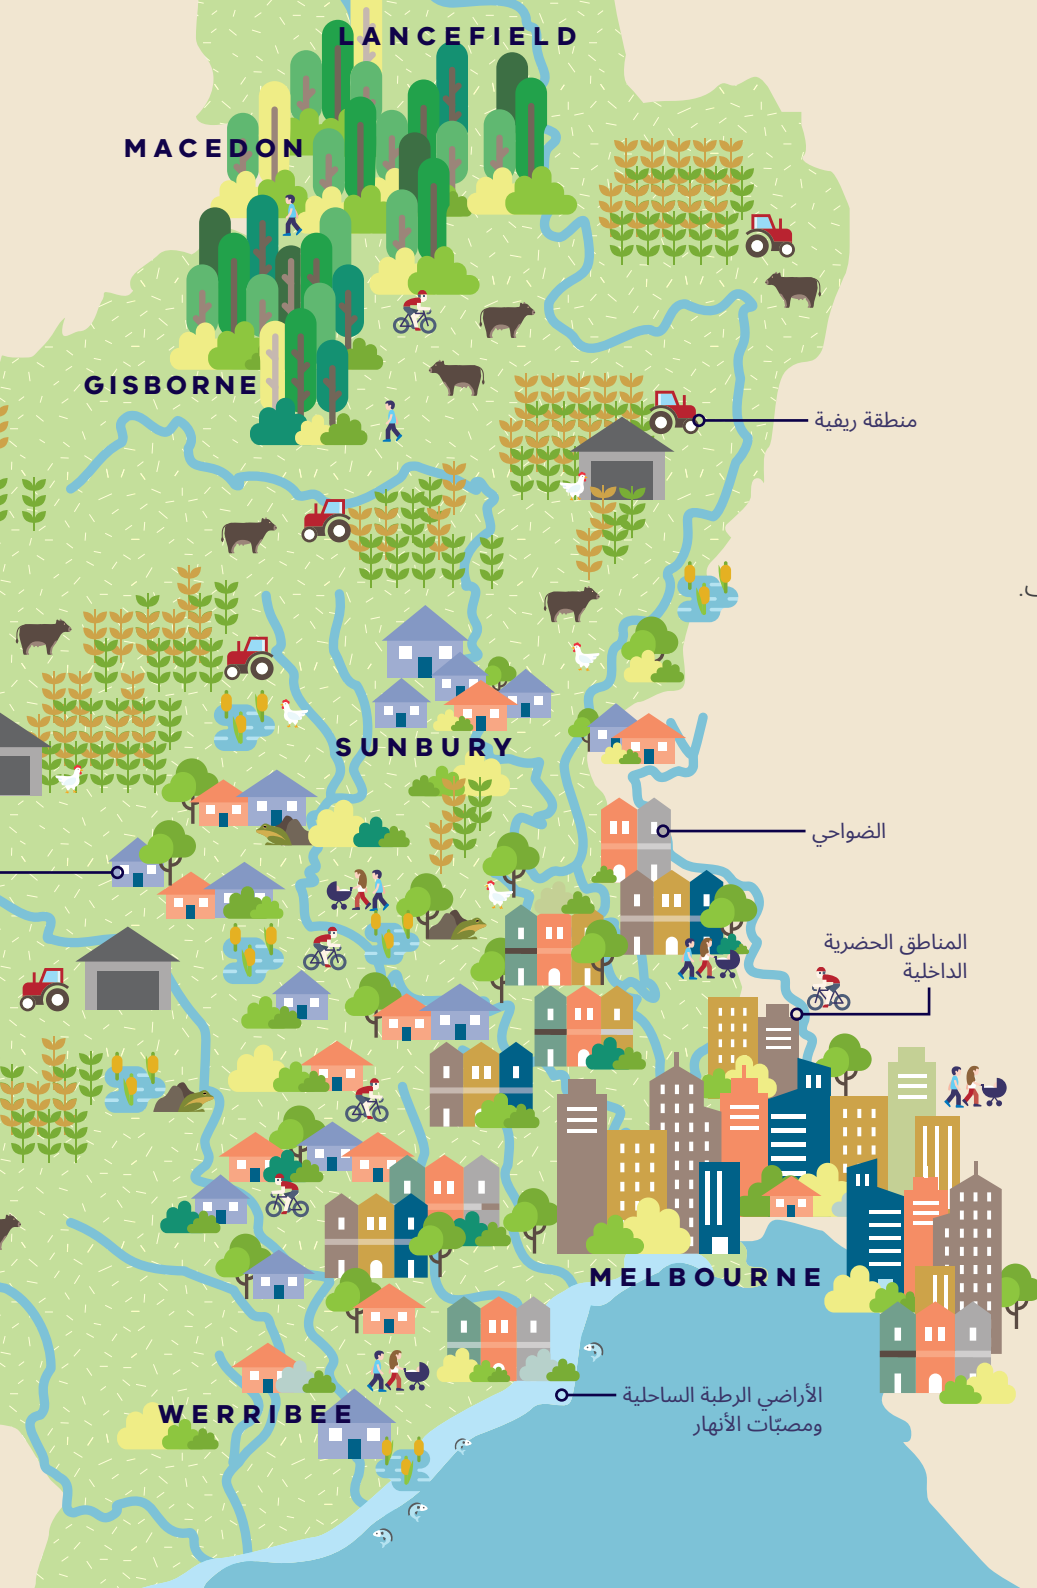 LANCEFIELD
MACEDON
GISBORNE
منطقة ريفية
SUNBURY
الضواحي
المناطق الحضرية
الداخلية
MELBOURNE
الأراضي الرطبة الساحلية
ومصبّات الأنهار
WERRIBEE